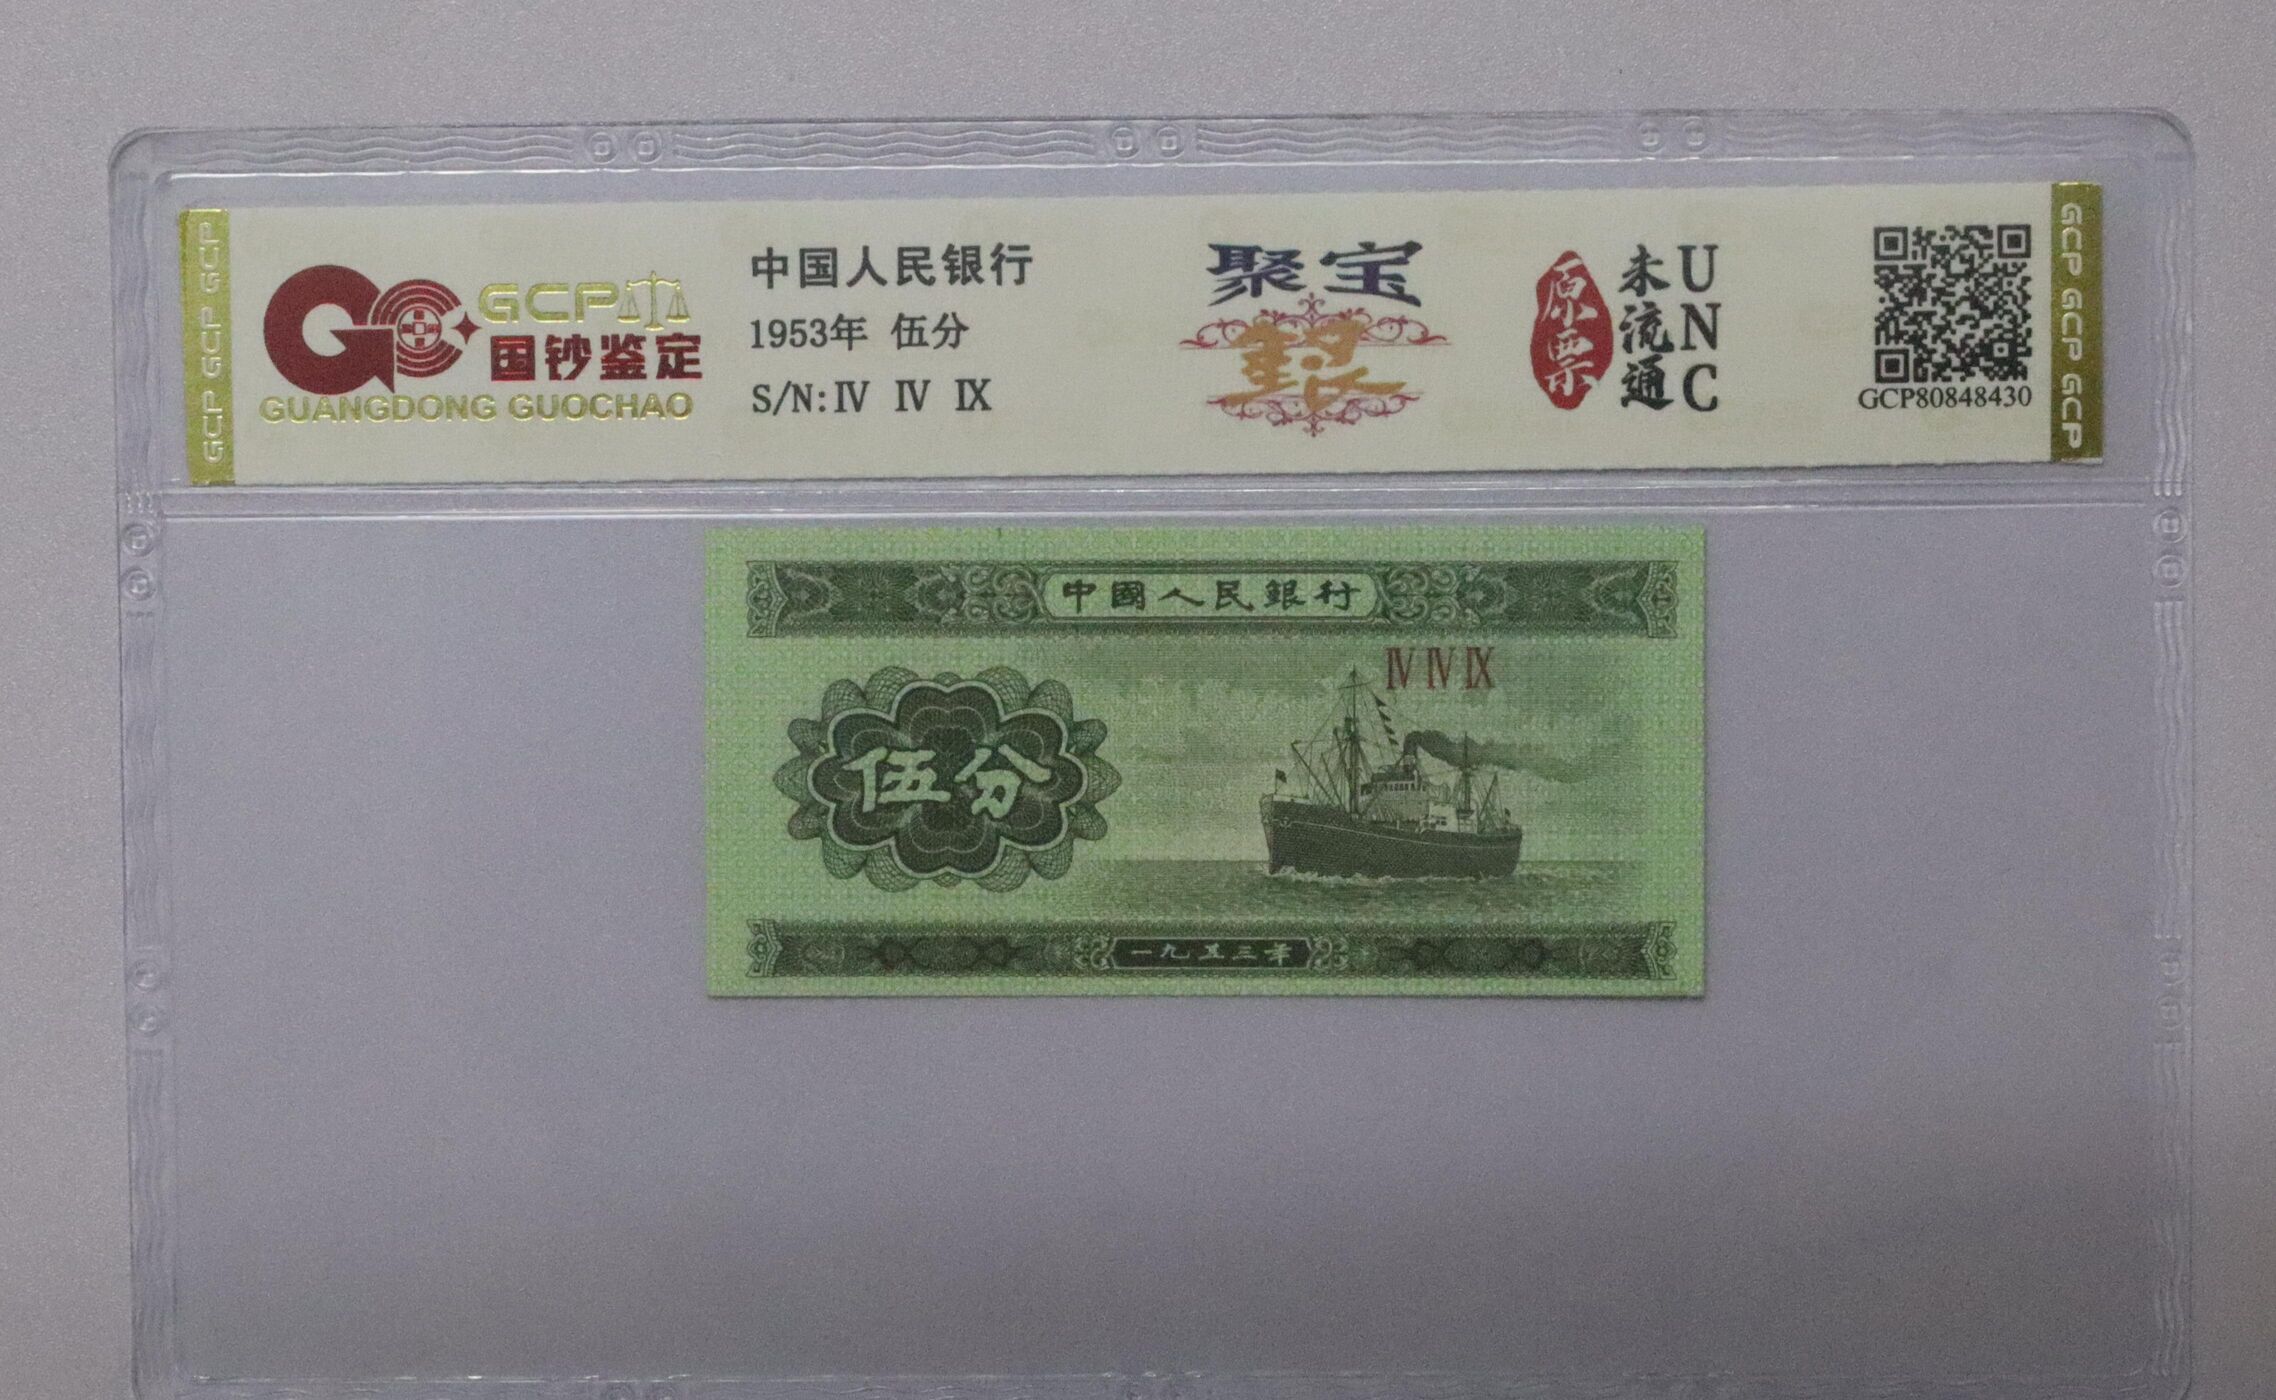 GCP GCP GCP
GCP
国钞鉴定
GUANGDONG GUOCHAO
中国人民银行
1953年 伍分
S/N:Ⅳ Ⅳ Ⅸ
聚宝
原票
未流通
UNC
GCP80848430
GCP GCP GCP
中國人民銀行
Ⅳ Ⅳ Ⅸ
伍分
一九五三年